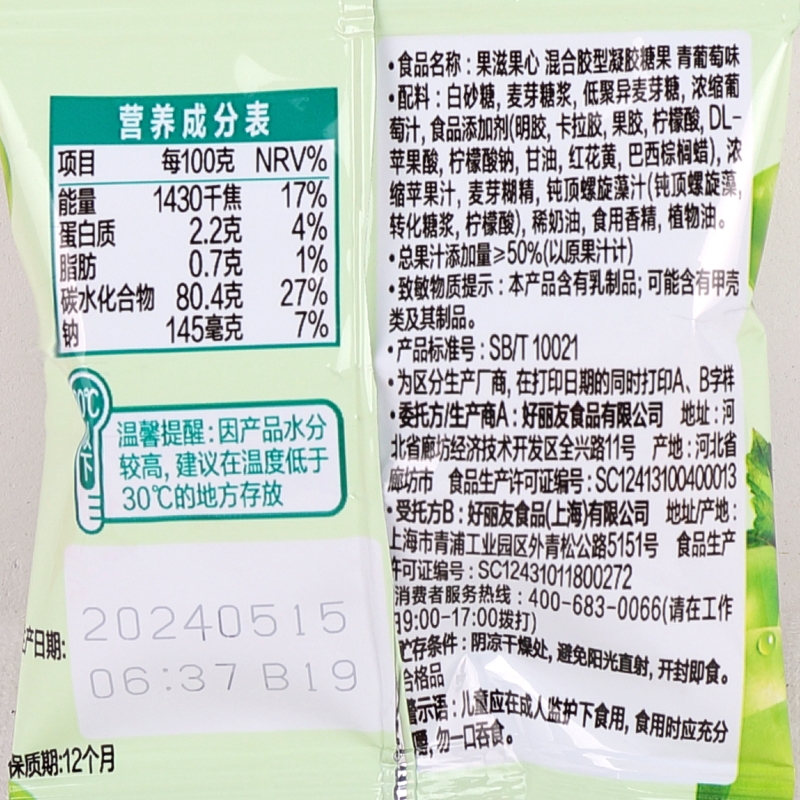 营养成分表
项目 每100克 NRV%
能量 1430千焦 17%
蛋白质 2.2克 4%
脂肪 0.7克 1%
碳水化合物 80.4克 27%
钠 145毫克 7%
0℃
下
温馨提醒:因产品水分
较高,建议在温度低于
30℃的地方存放
产日期:
20240515
06:37 B19
保质期:12个月
•食品名称:果滋果心 混合胶型凝胶糖果 青葡萄味
•配料:白砂糖,麦芽糖浆,低聚异麦芽糖,浓缩葡
萄汁,食品添加剂(明胶,卡拉胶,果胶,柠檬酸,DL-
苹果酸,柠檬酸钠,甘油,红花黄,巴西棕榈蜡),浓
缩苹果汁,麦芽糊精,钝顶螺旋藻汁(钝顶螺旋藻,
转化糖浆,柠檬酸),稀奶油,食用香精,植物油。
•总果汁添加量≥50%(以原果汁计)
•致敏物质提示:本产品含有乳制品;可能含有甲壳
类及其制品。
•产品标准号:SB/T 10021
•为区分生产厂商,在打印日期的同时打印A、B字样
•委托方/生产商A:好丽友食品有限公司 地址:河
北省廊坊经济技术开发区全兴路11号 产地:河北省
廊坊市 食品生产许可证编号:SC12413100400013
•受托方B:好丽友食品(上海)有限公司 地址/产地:
上海市青浦工业园区外青松公路5151号 食品生产
许可证编号:SC12431011800272
消费者服务热线:400-683-0066(请在工作
日9:00-17:00拨打)
贮存条件:阴凉干燥处,避免阳光直射,开封即食。
合格品
警示语:儿童应在成人监护下食用,食用时应充分
嚼,勿一口吞食。